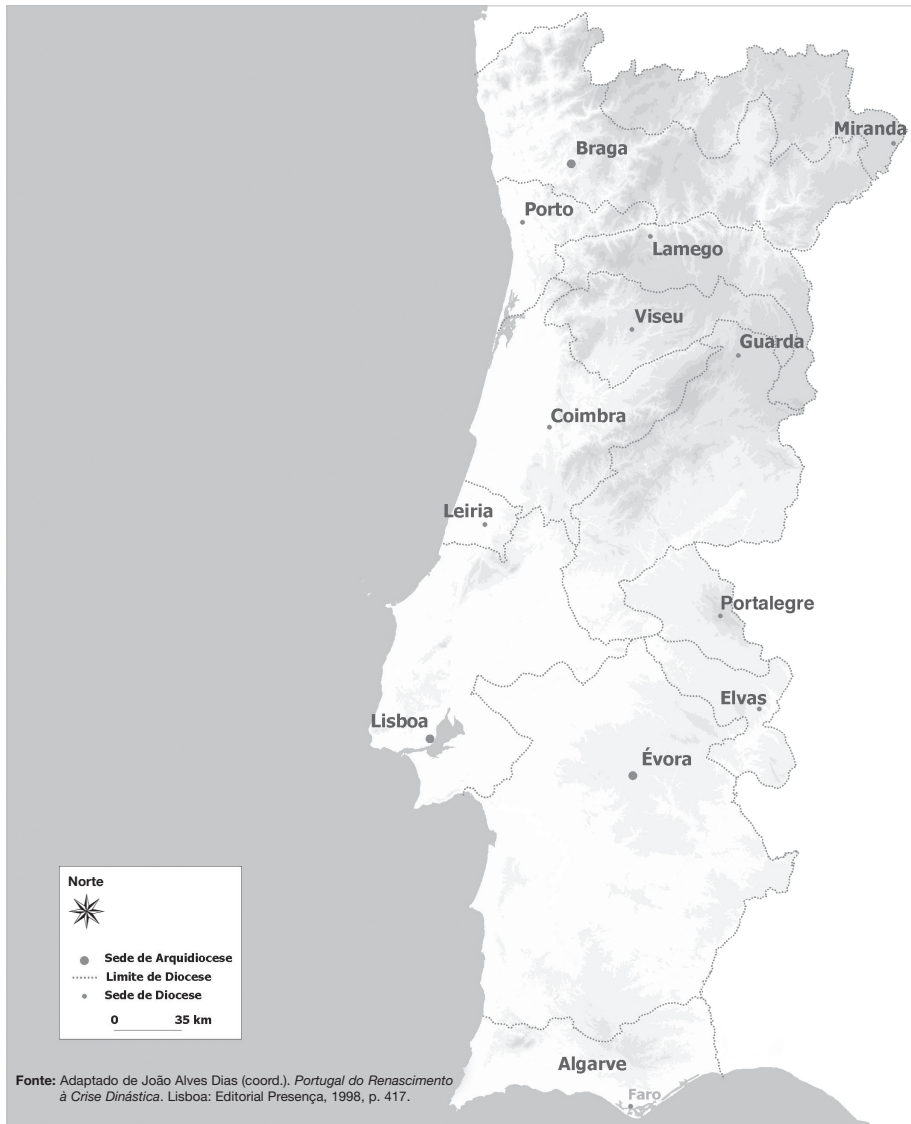 Miranda
Braga
Porto
Lamego
Viseu
Guarda
Coimbra
Leiria
Portalegre
Elvas
Lisboa
Évora
Norte
Sede de Arquidiocese
Limite de Diocese
Sede de Diocese
0 35 km
Algarve
Faro
Fonte: Adaptado de João Alves Dias (coord.). Portugal do Renascimento
à Crise Dinástica. Lisboa: Editorial Presença, 1998, p. 417.